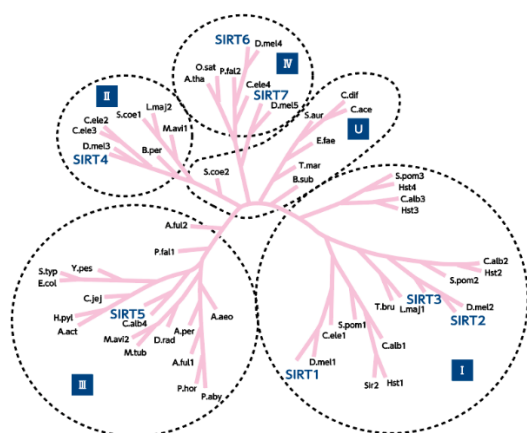 SIRT6
D.mel4
O.sat
P.fal2
IV
A.tha
C.ele4
SIRT7
D.mel5
II
L.maj2
S.coe1
C.ele2
C.ele3
M.avi1
D.mel3
B.per
SIRT4
C.dif
C.ace
S.aur
U
E.fae
T.mar
B.sub
S.coe2
S.pom3
Hst4
C.alb3
Hst3
A.ful2
P.fal1
C.alb2
Hst2
S.pom2
SIRT3
T.bru
L.maj1
D.mel2
SIRT2
S.typ
Y.pes
E.col
C.jej
SIRT5
H.pyl
C.alb4
A.act
A.per
A.aeo
M.avi2
D.rad
M.tub
A.ful1
P.hor
P.aby
III
S.pom1
C.ele1
C.alb1
D.mel1
SIRT1
Sir2
Hst1
I